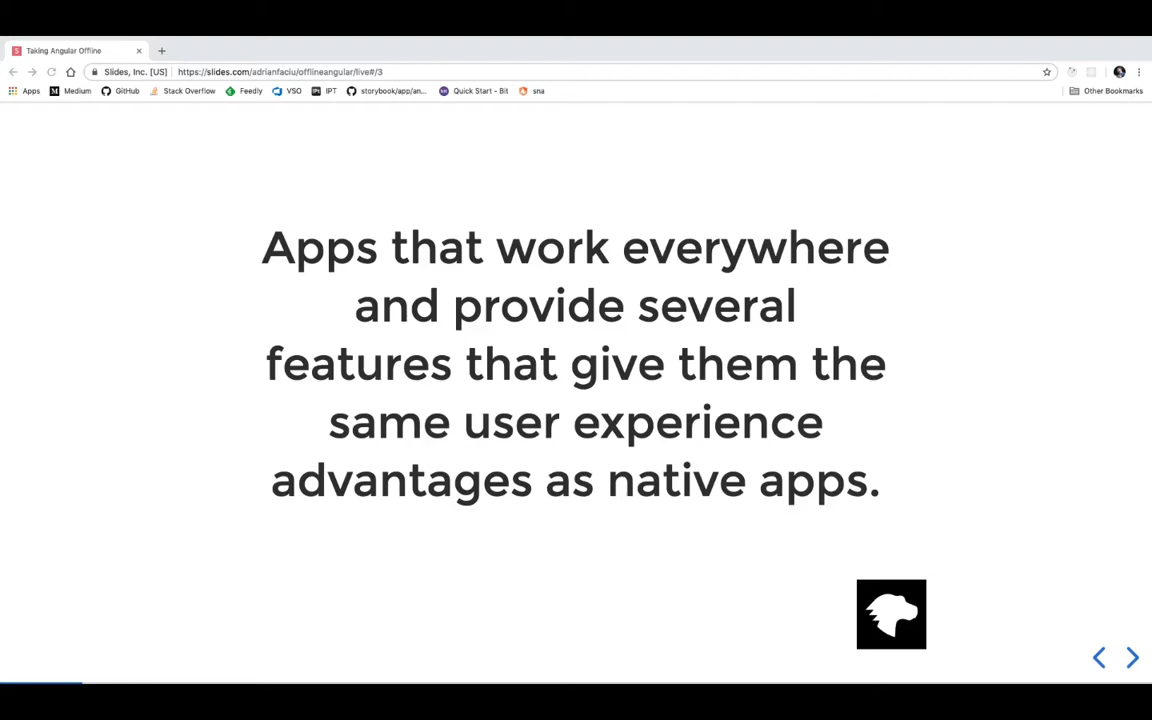 Taking Angular Offline
Slides, Inc. [US] https://slides.com/adrianfaciu/offlineangular/live#/3
Apps Medium GitHub Stack Overflow Feedly VSO IPT storybook/app/an... Quick Start - Bit sna Other Bookmarks
Apps that work everywhere
and provide several
features that give them the
same user experience
advantages as native apps.